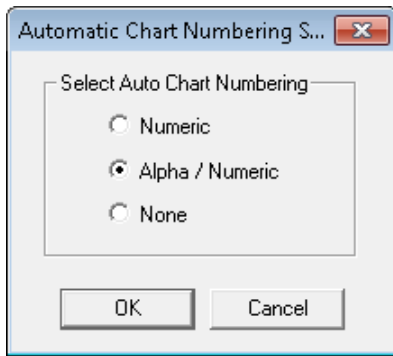 Automatic Chart Numbering S...
Select Auto Chart Numbering
Numeric
Alpha / Numeric
None
OK Cancel